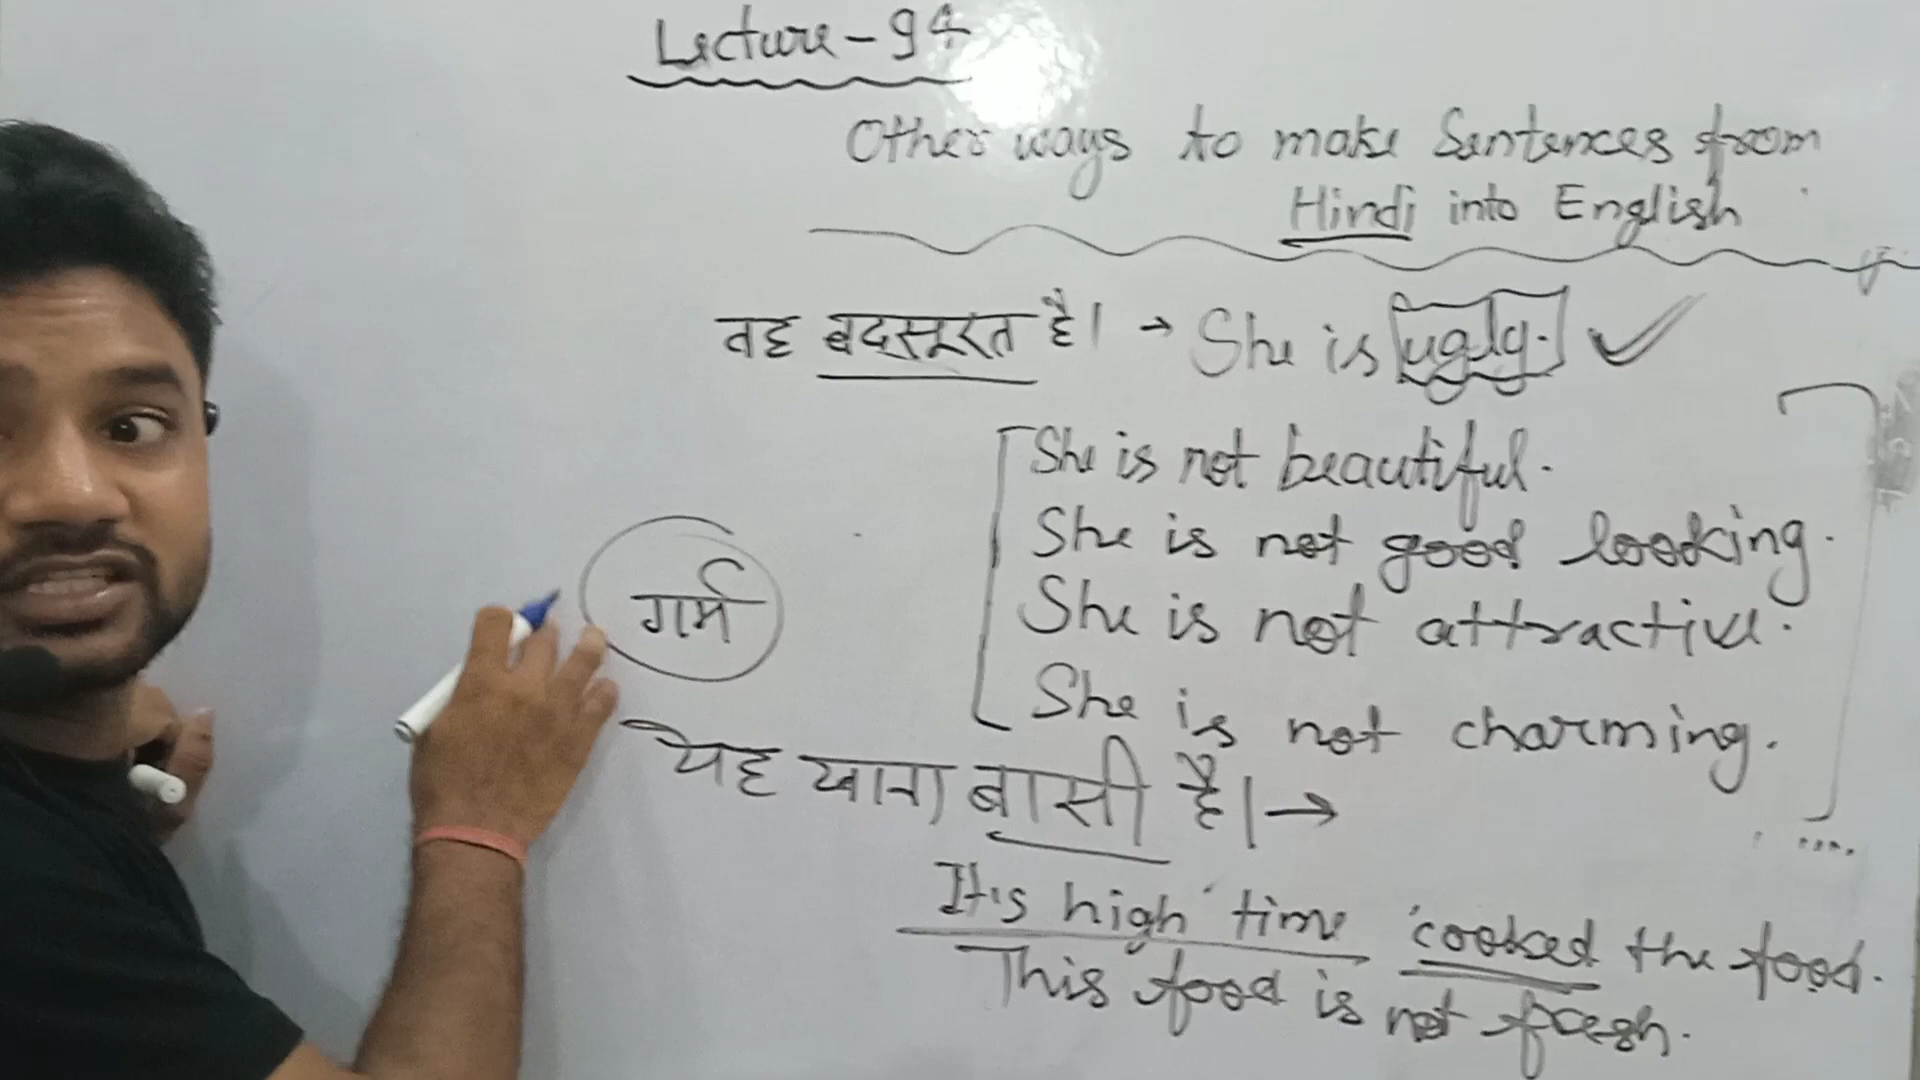 Lecture - 94
Other ways to make Sentences from
Hindi into English
वह बदसूरत है। → She is ugly.
She is not beautiful.
She is not good looking.
She is not attractive.
She is not charming.
गर्म
येह खाना बासी है। →
It's high time cooked the food.
This food is not fresh.